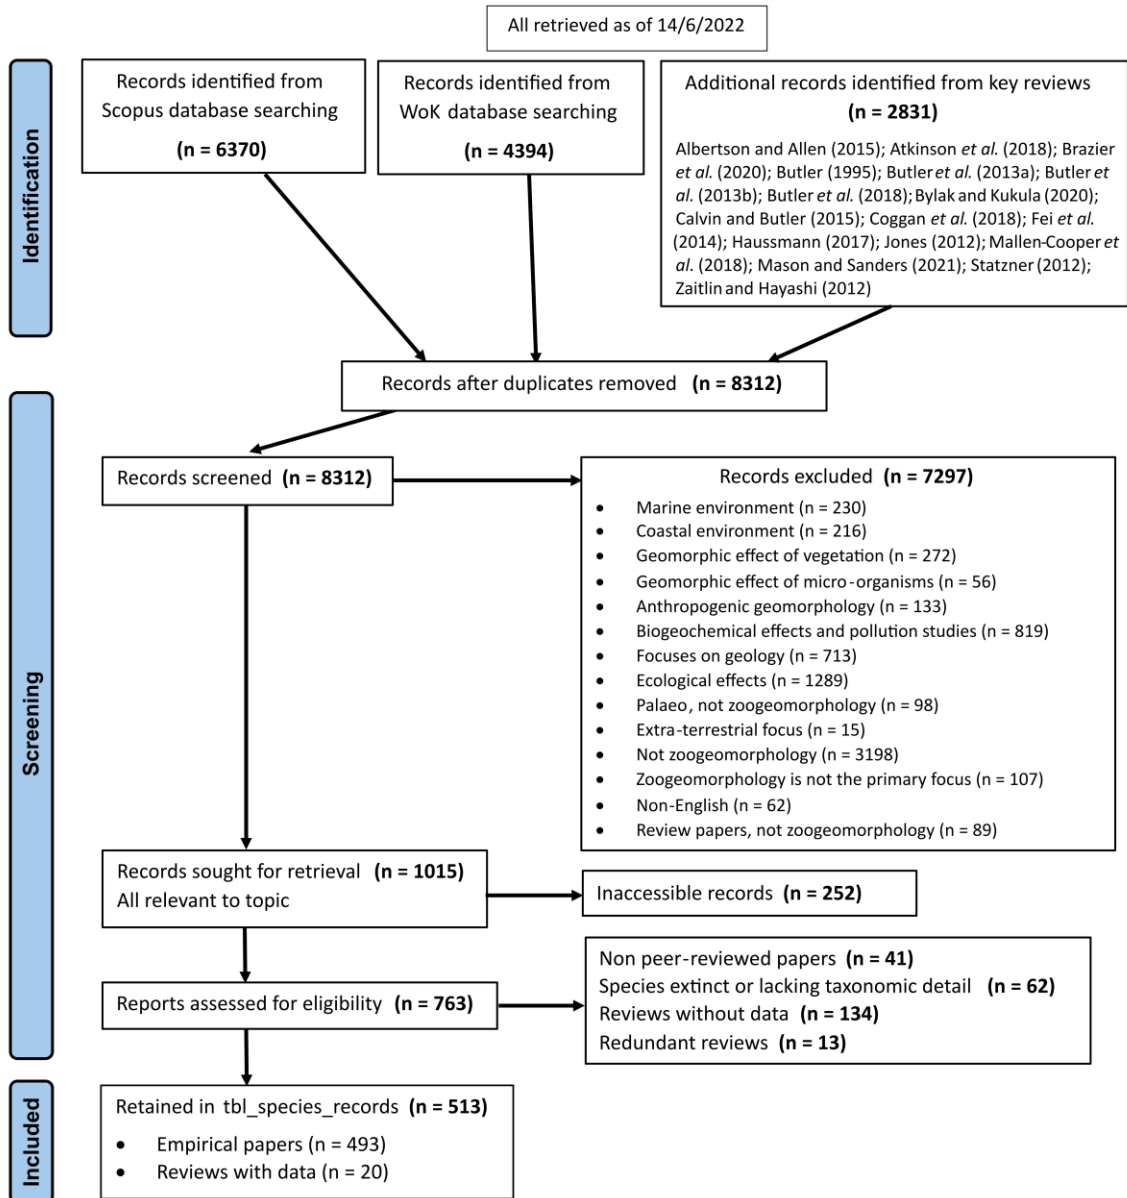 All retrieved as of 14/6/2022
Identification
Records identified from
Scopus database searching
(n = 6370)
Records identified from
WoK database searching
(n = 4394)
Additional records identified from key reviews
(n = 2831)
Albertson and Allen (2015); Atkinson et al. (2018); Brazier
et al. (2020); Butler (1995); Butler et al. (2013a); Butler et
al. (2013b); Butler et al. (2018); Bylak and Kukula (2020);
Calvin and Butler (2015); Coggan et al. (2018); Fei et al.
(2014); Haussmann (2017); Jones (2012); Mallen-Cooper et
al. (2018); Mason and Sanders (2021); Statzner (2012);
Zaitlin and Hayashi (2012)
Records after duplicates removed (n = 8312)
Screening
Records screened (n = 8312)
Records excluded (n = 7297)
• Marine environment (n = 230)
• Coastal environment (n = 216)
• Geomorphic effect of vegetation (n = 272)
• Geomorphic effect of micro-organisms (n = 56)
• Anthropogenic geomorphology (n = 133)
• Biogeochemical effects and pollution studies (n = 819)
• Focuses on geology (n = 713)
• Ecological effects (n = 1289)
• Palaeo, not zoogeomorphology (n = 98)
• Extra-terrestrial focus (n = 15)
• Not zoogeomorphology (n = 3198)
• Zoogeomorphology is not the primary focus (n = 107)
• Non-English (n = 62)
• Review papers, not zoogeomorphology (n = 89)
Records sought for retrieval (n = 1015)
All relevant to topic
Inaccessible records (n = 252)
Reports assessed for eligibility (n = 763)
Non peer-reviewed papers (n = 41)
Species extinct or lacking taxonomic detail (n = 62)
Reviews without data (n = 134)
Redundant reviews (n = 13)
Included
Retained in tbl_species_records (n = 513)
• Empirical papers (n = 493)
• Reviews with data (n = 20)